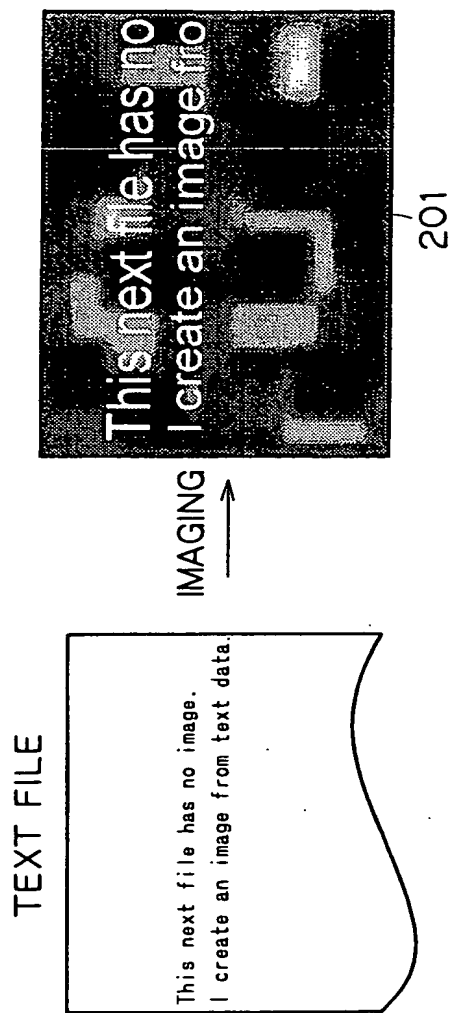 TEXT FILE
This next file has no image.
I create an image from text data.
IMAGING
This next file has no
I create an image fro
201